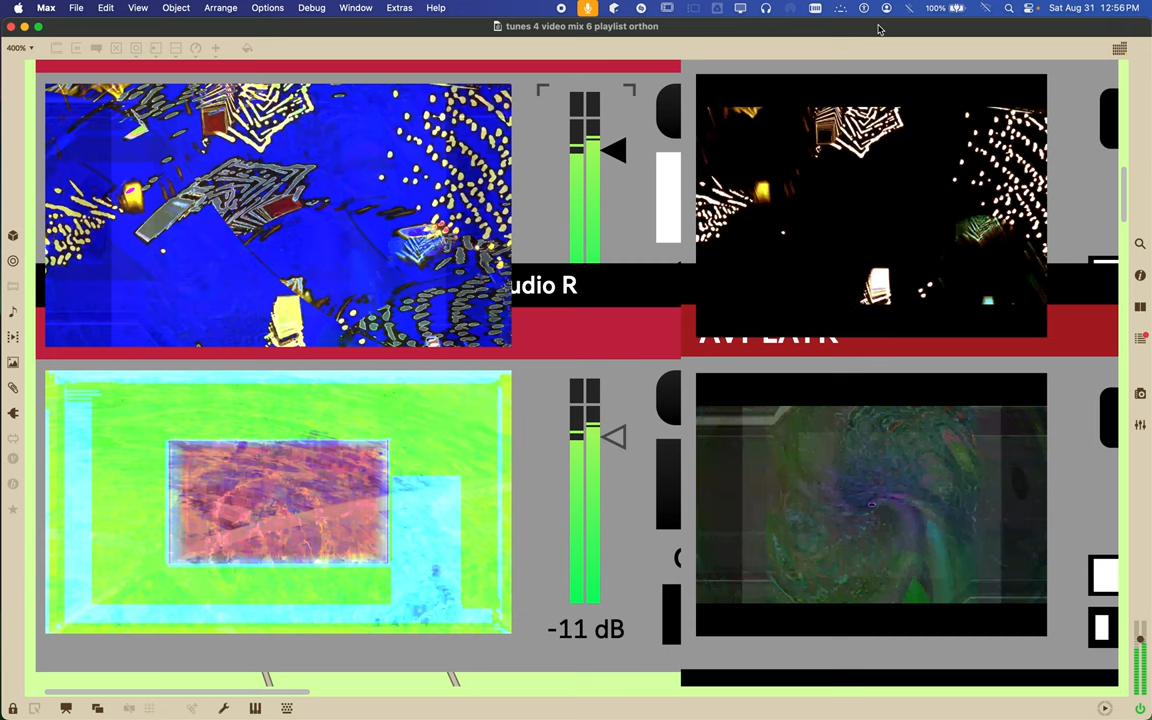 Max File Edit View Object Arrange Options Debug Window Extras Help 100% Sat Aug 31 12:56PM
tunes 4 video mix 6 playlist orthon
400%
udio R
-11 dB